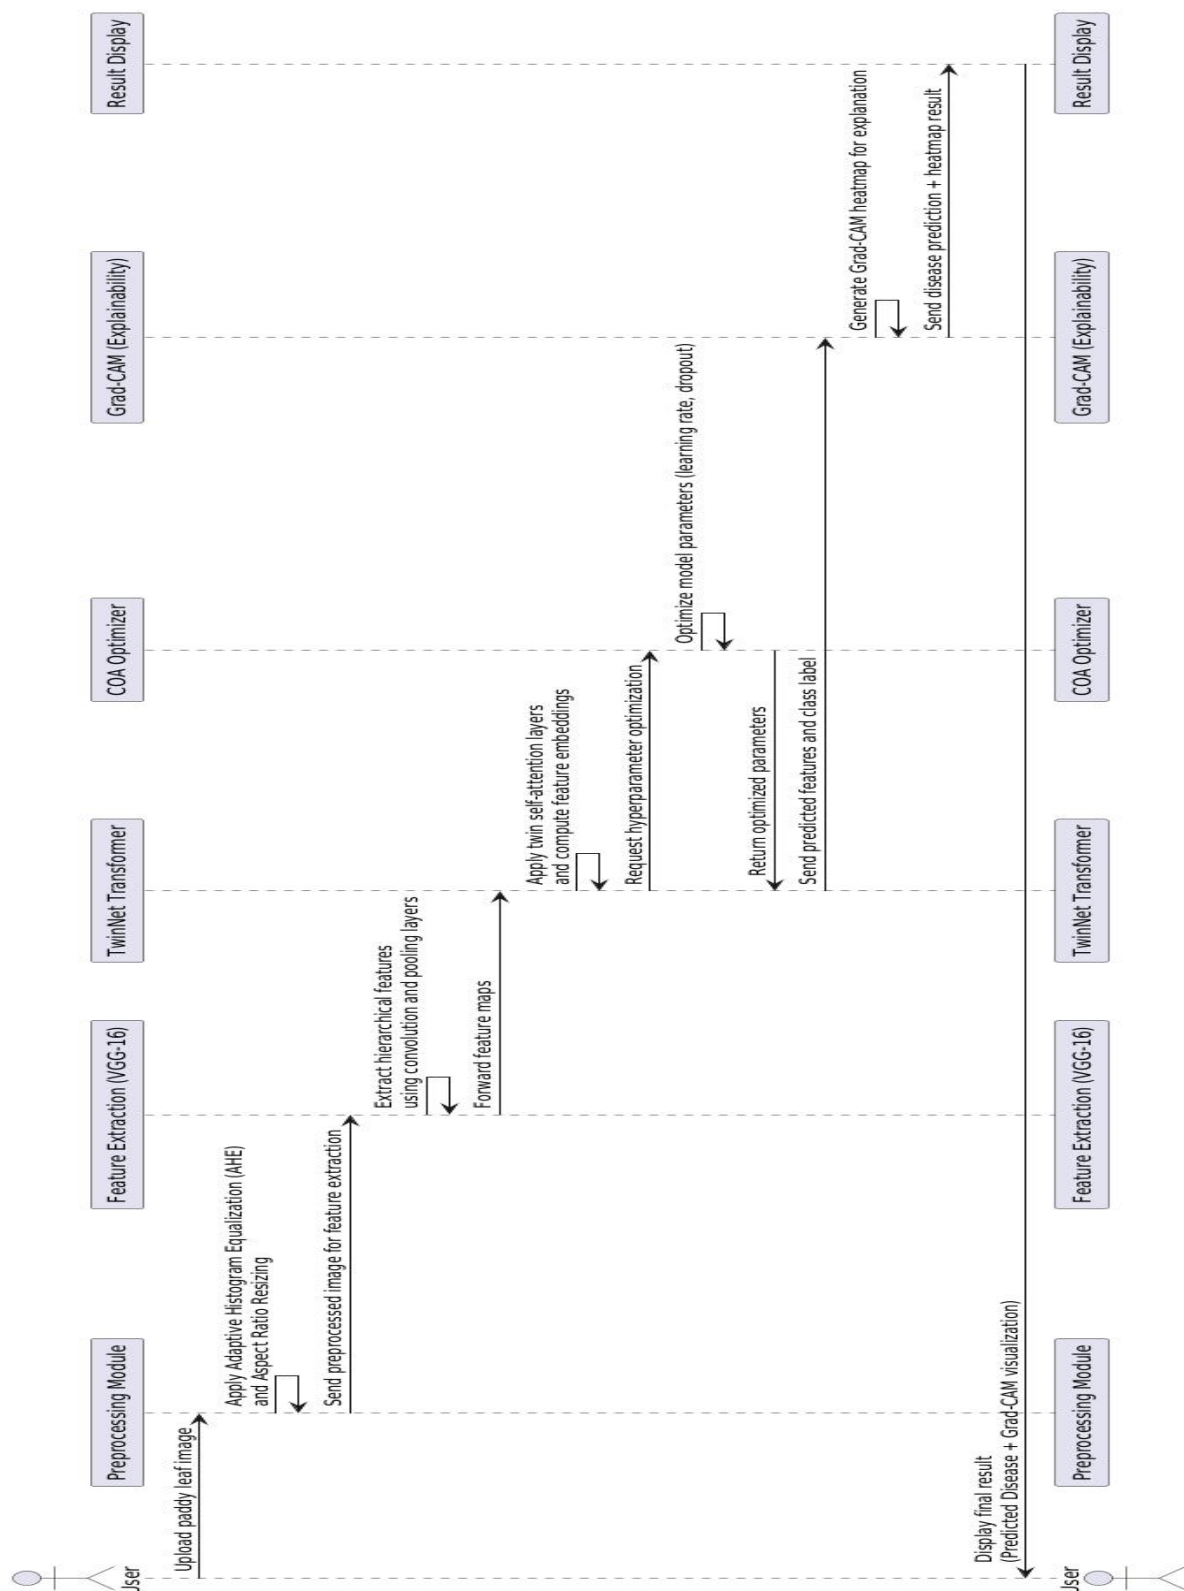 User
Preprocessing Module
Feature Extraction (VGG-16)
TwinNet Transformer
COA Optimizer
Grad-CAM (Explainability)
Result Display
Upload paddy leaf image
Apply Adaptive Histogram Equalization (AHE)
and Aspect Ratio Resizing
Send preprocessed image for feature extraction
Extract hierarchical features
using convolution and pooling layers
Forward feature maps
Apply twin self-attention layers
and compute feature embeddings
Request hyperparameter optimization
Optimize model parameters (learning rate, dropout)
Return optimized parameters
Send predicted features and class label
Generate Grad-CAM heatmap for explanation
Send disease prediction + heatmap result
Display final result
(Predicted Disease + Grad-CAM visualization)
User
Preprocessing Module
Feature Extraction (VGG-16)
TwinNet Transformer
COA Optimizer
Grad-CAM (Explainability)
Result Display